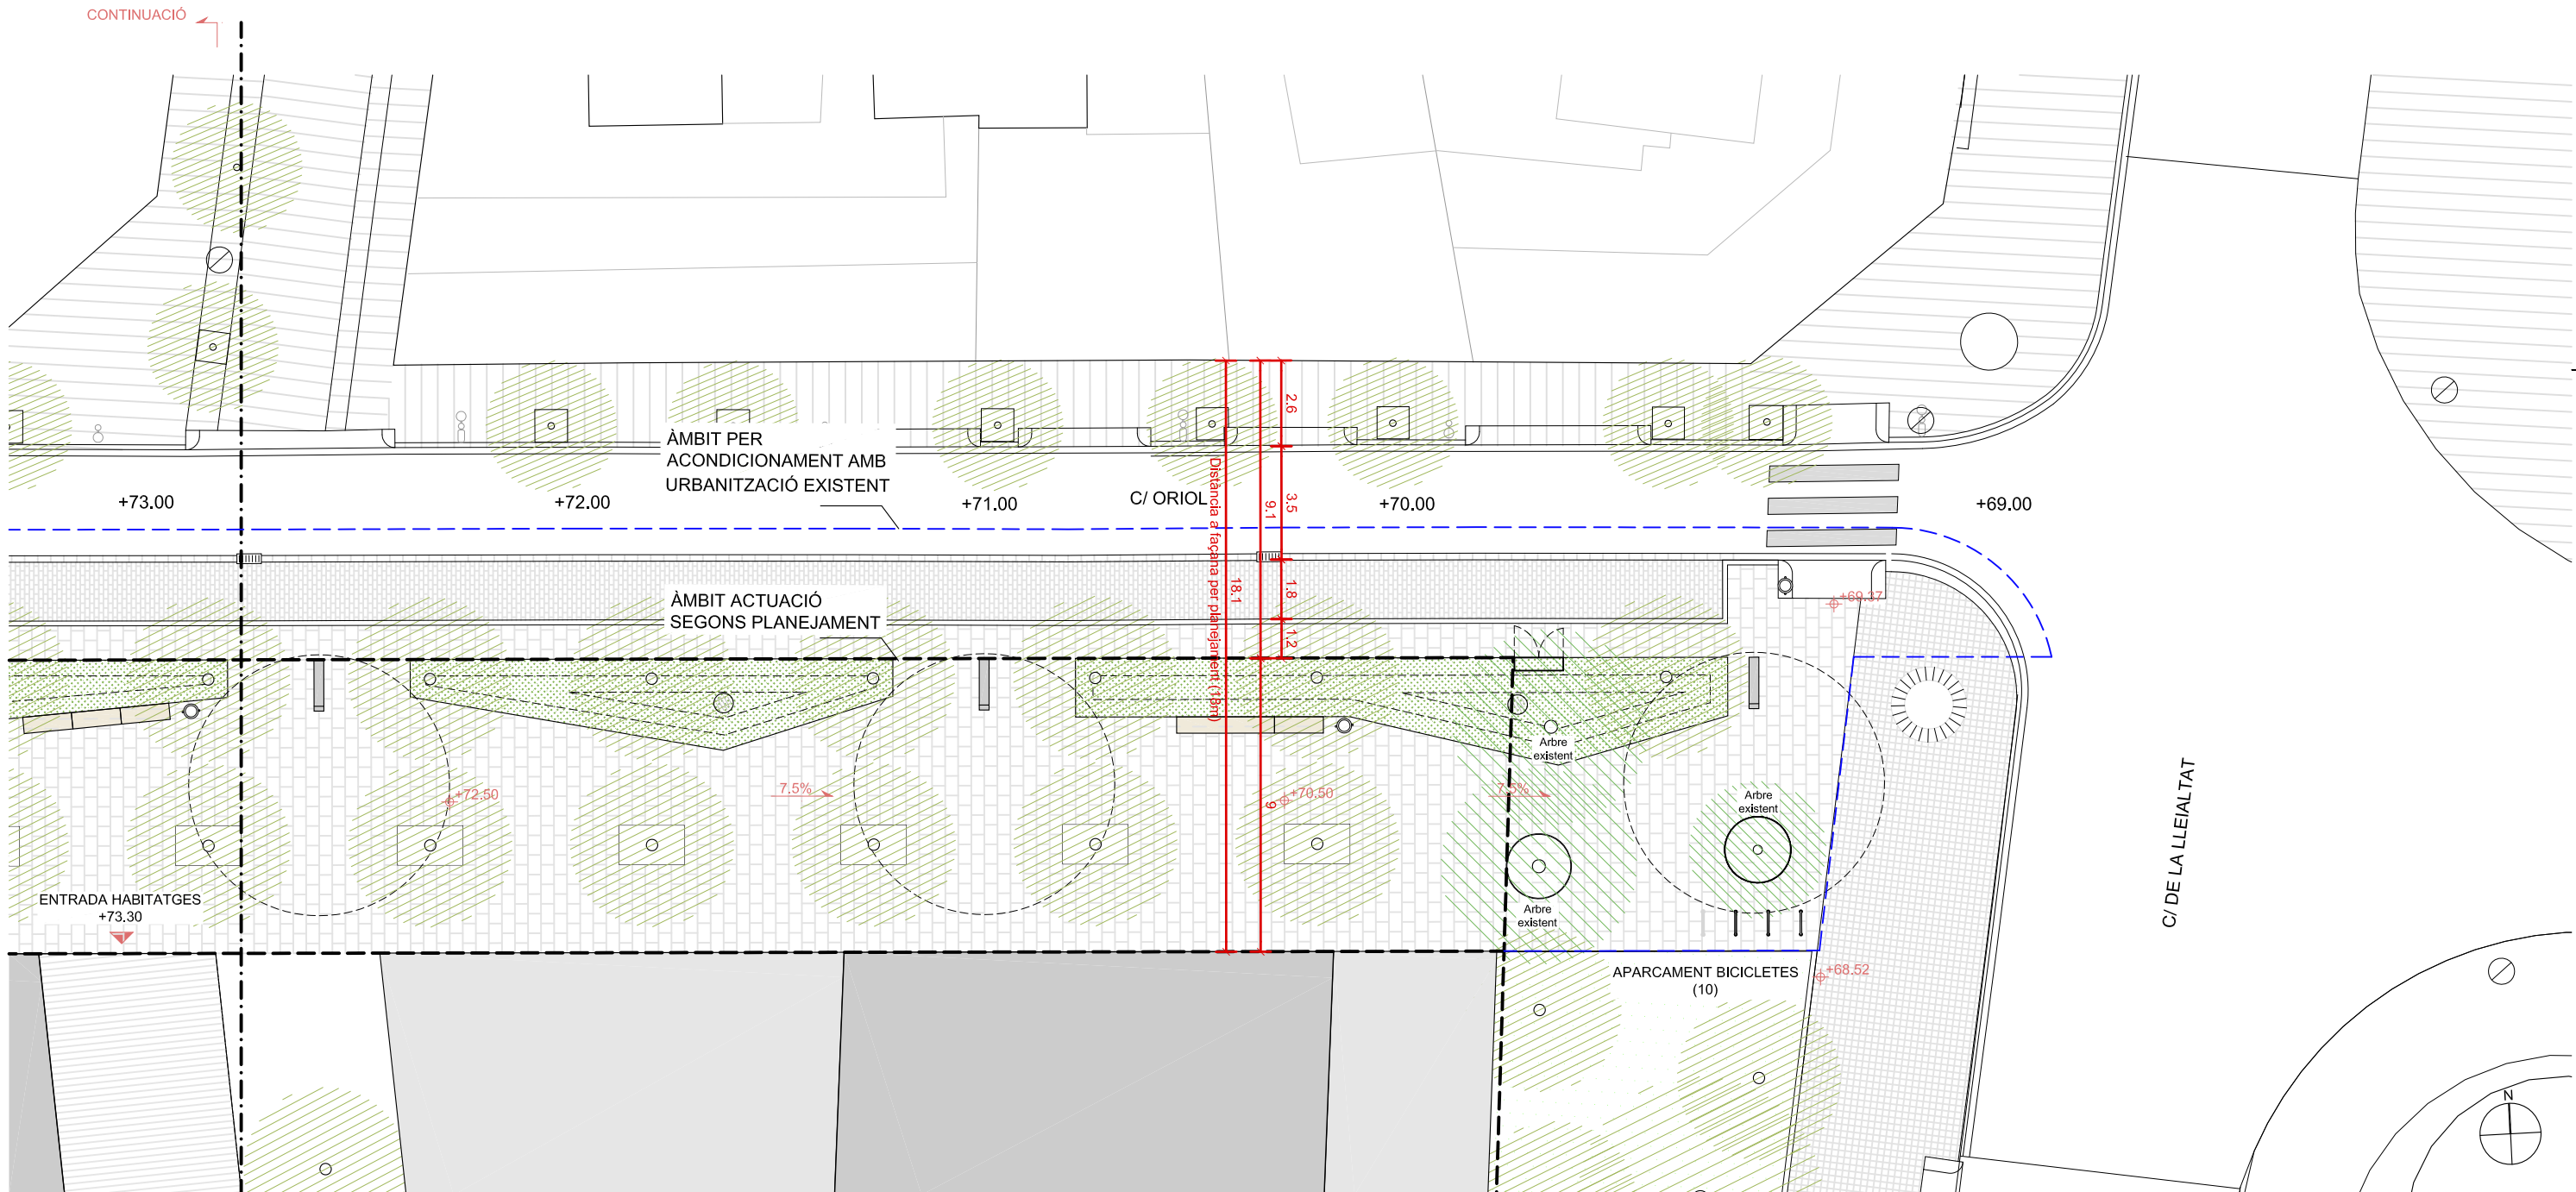 CONTINUACIÓ
2.6
ÀMBIT PER
ACONDICIONAMENT AMB
URBANITZACIÓ EXISTENT
+73.00
+72.00
+71.00
C/ ORIOL
3.5
9.1
+70.00
+69.00
Distància a façana per planejament (18m)
18.1
1.8
1.2
ÀMBIT ACTUACIÓ
SEGONS PLANEJAMENT
+69.37
Arbre
existent
+72.50
7.5%
9
+70.50
7.5%
Arbre
existent
C/ DE LA LLEIALTAT
ENTRADA HABITATGES
+73.30
Arbre
existent
APARCAMENT BICICLETES
(10)
+68.52
N